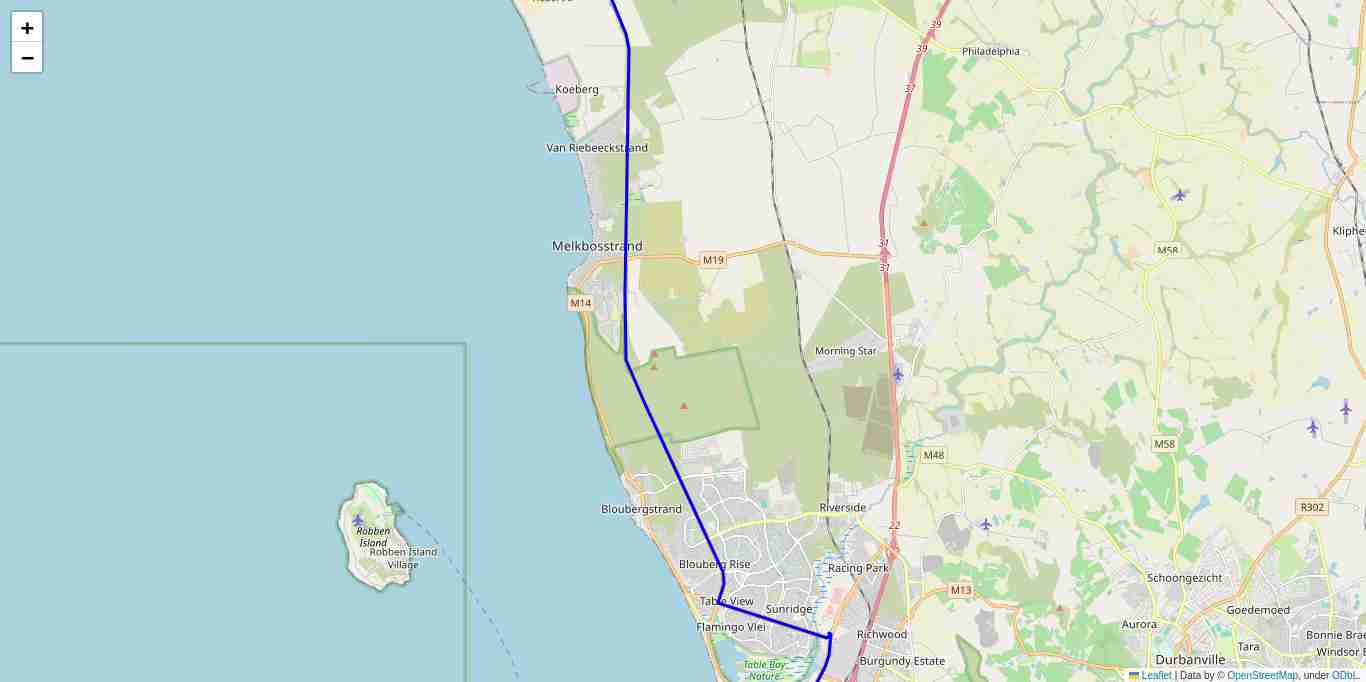 +
−
39
39
Philadelphia
37
Koeberg
Van Riebeeckstrand
Melkbosstrand
31
M19
31
M58
M14
Morning Star
M58
M48
Bloubergstrand
Riverside
R302
22
Robben
Island
Robben Island
Village
Blouberg Rise
Racing Park
Schoongezicht
M13
Table View
Sunridge
Goedemoed
Aurora
Flamingo Vlei
Richwood
Bonnie Brae
Tara
Windsor
Burgundy Estate
Durbanville
Table Bay
Nature
Leaflet | Data by © OpenStreetMap, under ODbL.